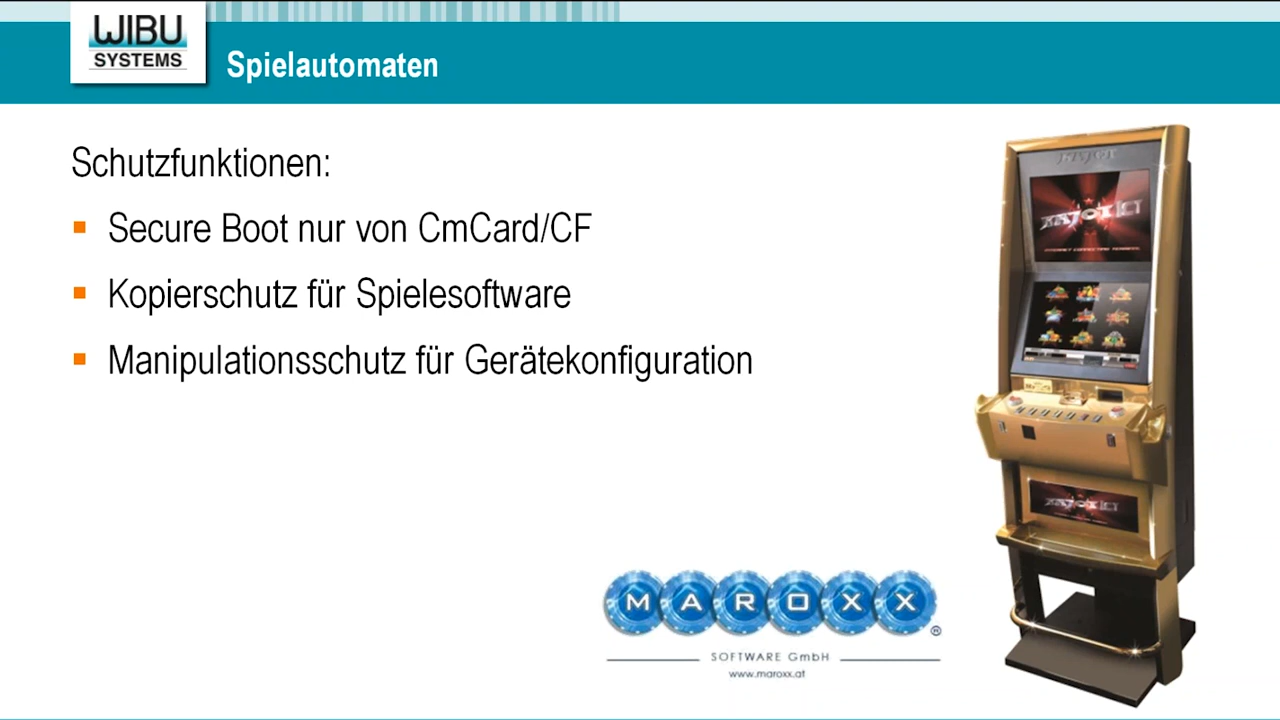 WIBU
SYSTEMS
Spielautomaten
Schutzfunktionen:
Secure Boot nur von CmCard/CF
Kopierschutz für Spielesoftware
Manipulationsschutz für Gerätekonfiguration
MAROXX
®
SOFTWARE GmbH
www.maroxx.at